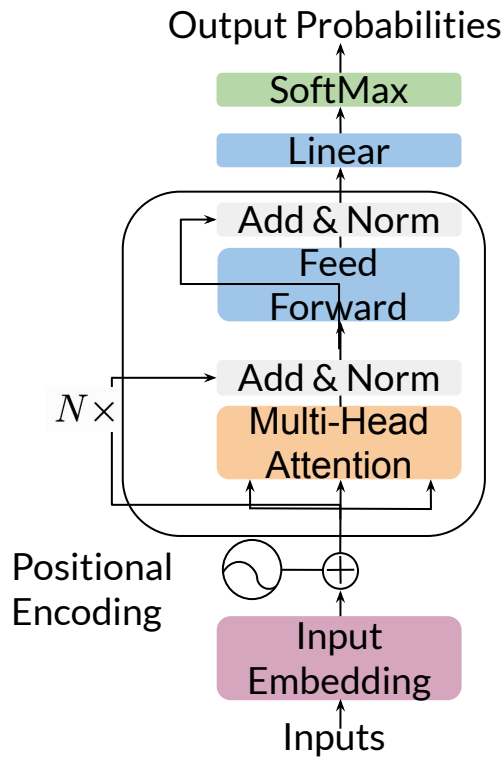 Output Probabilities
SoftMax
Linear
Add & Norm
Feed
Forward
Add & Norm
N×
Multi-Head
Attention
Positional
Encoding
Input
Embedding
Inputs